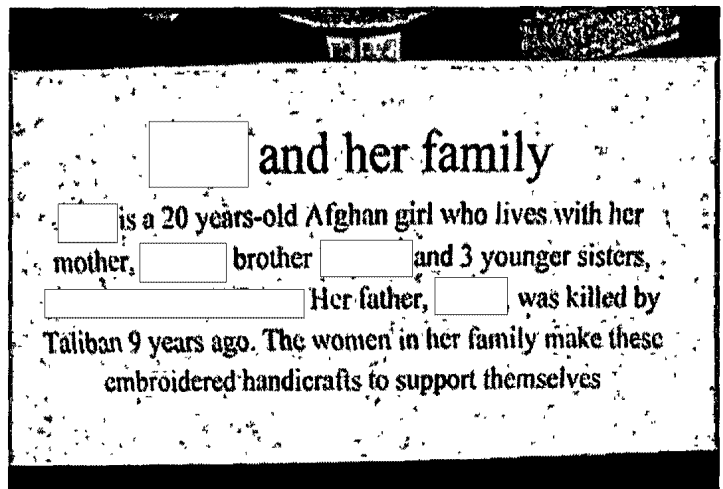 and her family
is a 20 years-old Afghan girl who lives with her
mother, brother and 3 younger sisters,
Her father, , was killed by
Taliban 9 years ago. The women in her family make these
embroidered handicrafts to support themselves